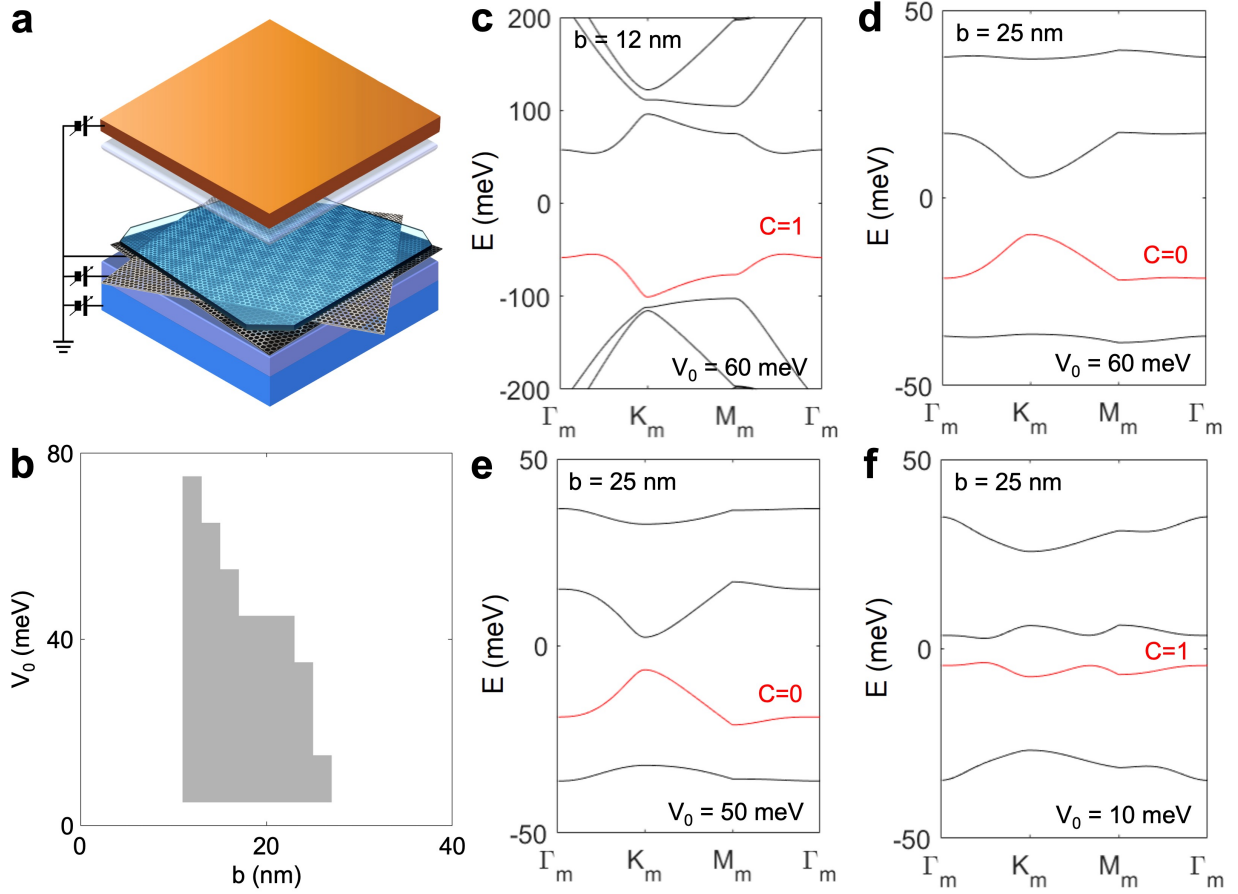 a
b
V₀ (meV)
80
40
0
0
20
40
b (nm)
c
E (meV)
200
100
0
-100
-200
b = 12 nm
C=1
V₀ = 60 meV
Γₘ
Kₘ
Mₘ
Γₘ
d
E (meV)
50
0
-50
b = 25 nm
C=0
V₀ = 60 meV
Γₘ
Kₘ
Mₘ
Γₘ
e
E (meV)
50
0
-50
b = 25 nm
C=0
V₀ = 50 meV
Γₘ
Kₘ
Mₘ
Γₘ
f
E (meV)
50
0
-50
b = 25 nm
C=1
V₀ = 10 meV
Γₘ
Kₘ
Mₘ
Γₘ